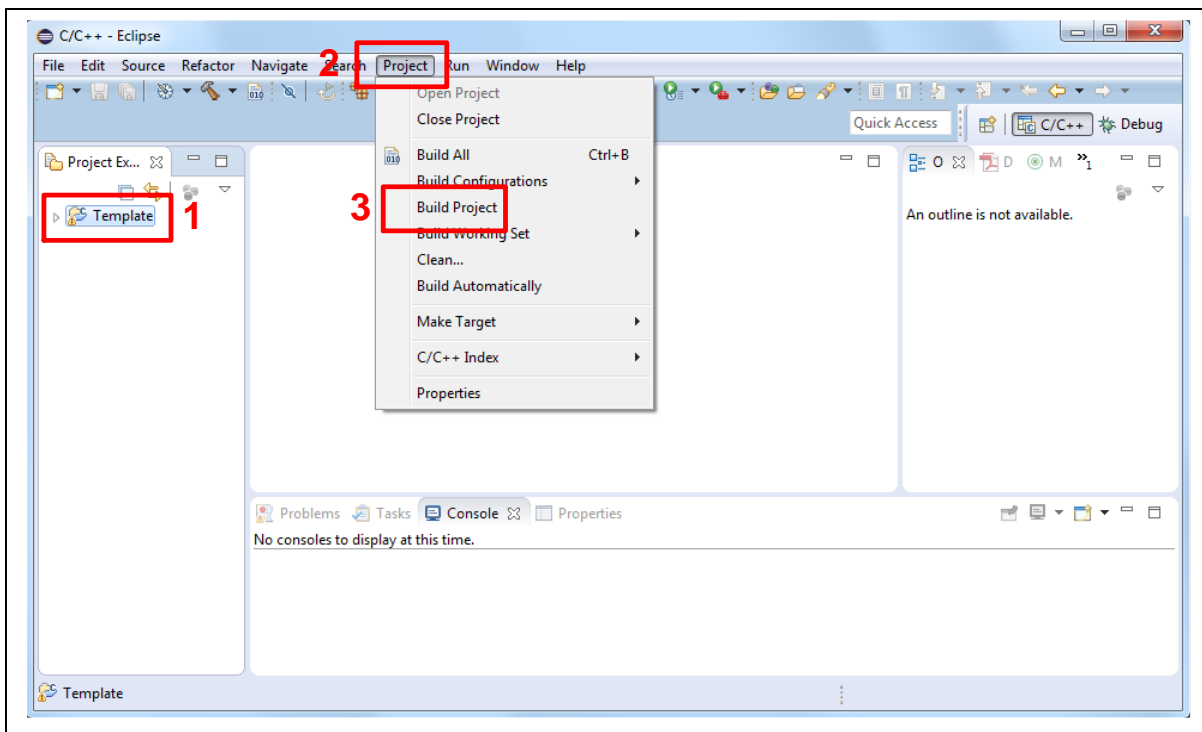 C/C++ - Eclipse
2
File Edit Source Refactor Navigate Search Project Run Window Help
Open Project
Close Project
Quick Access
C/C++
Debug
Project Ex...
010 Build All Ctrl+B
O D M »1
Build Configurations
1
Template
3
Build Project
An outline is not available.
Build Working Set
Clean...
Build Automatically
Make Target
C/C++ Index
Properties
Problems Tasks Console Properties
No consoles to display at this time.
Template